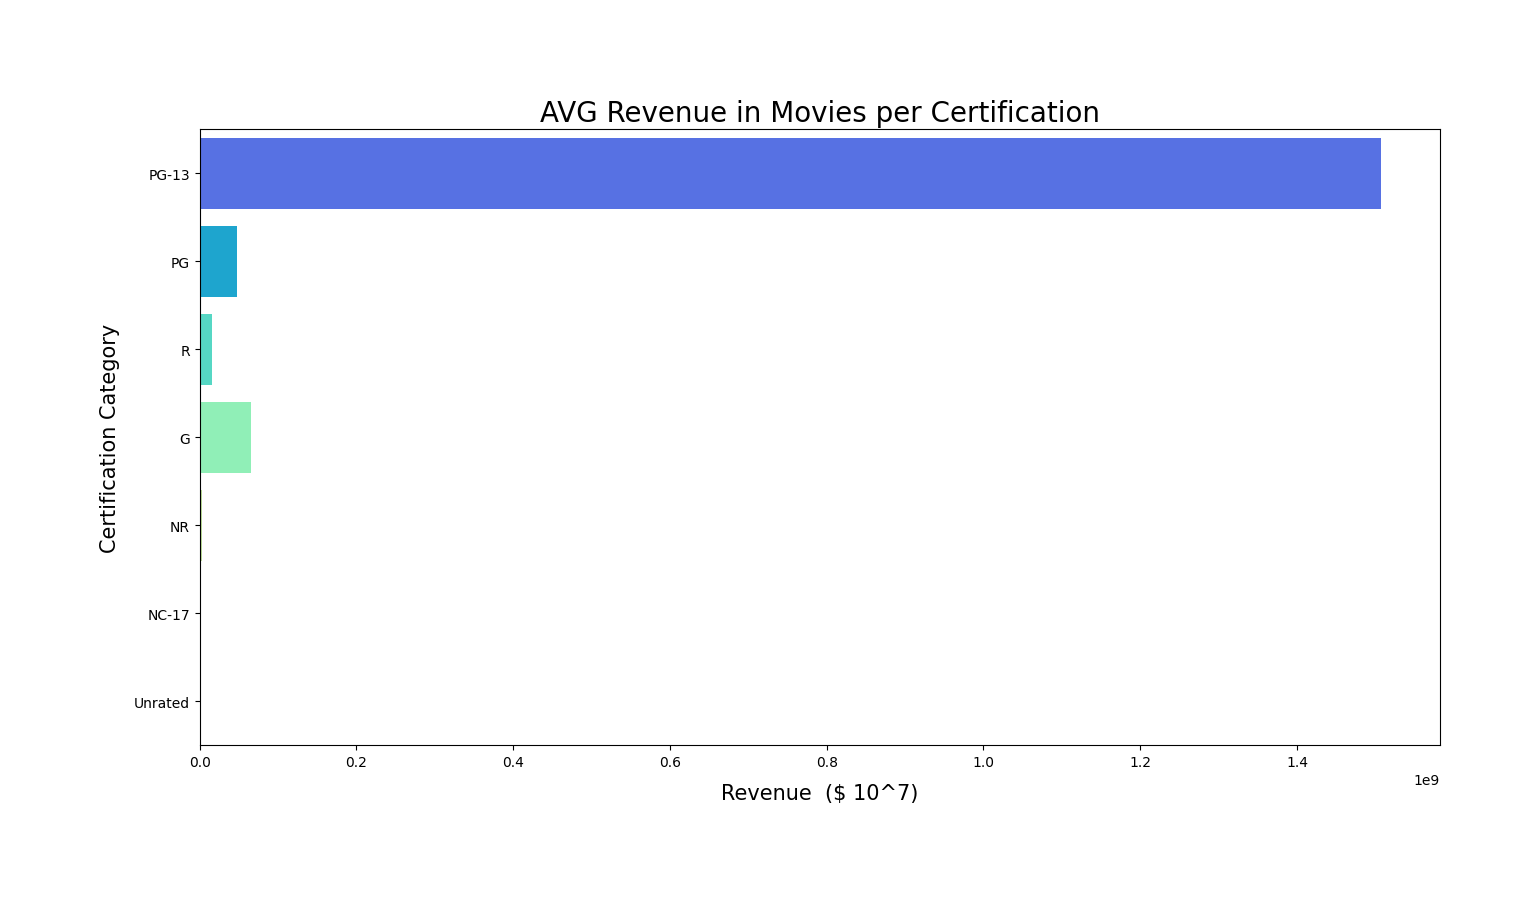 AVG Revenue in Movies per Certification
Certification Category
PG-13
PG
R
G
NR
NC-17
Unrated
0.0 0.2 0.4 0.6 0.8 1.0 1.2 1.4
1e9
Revenue  ($ 10^7)